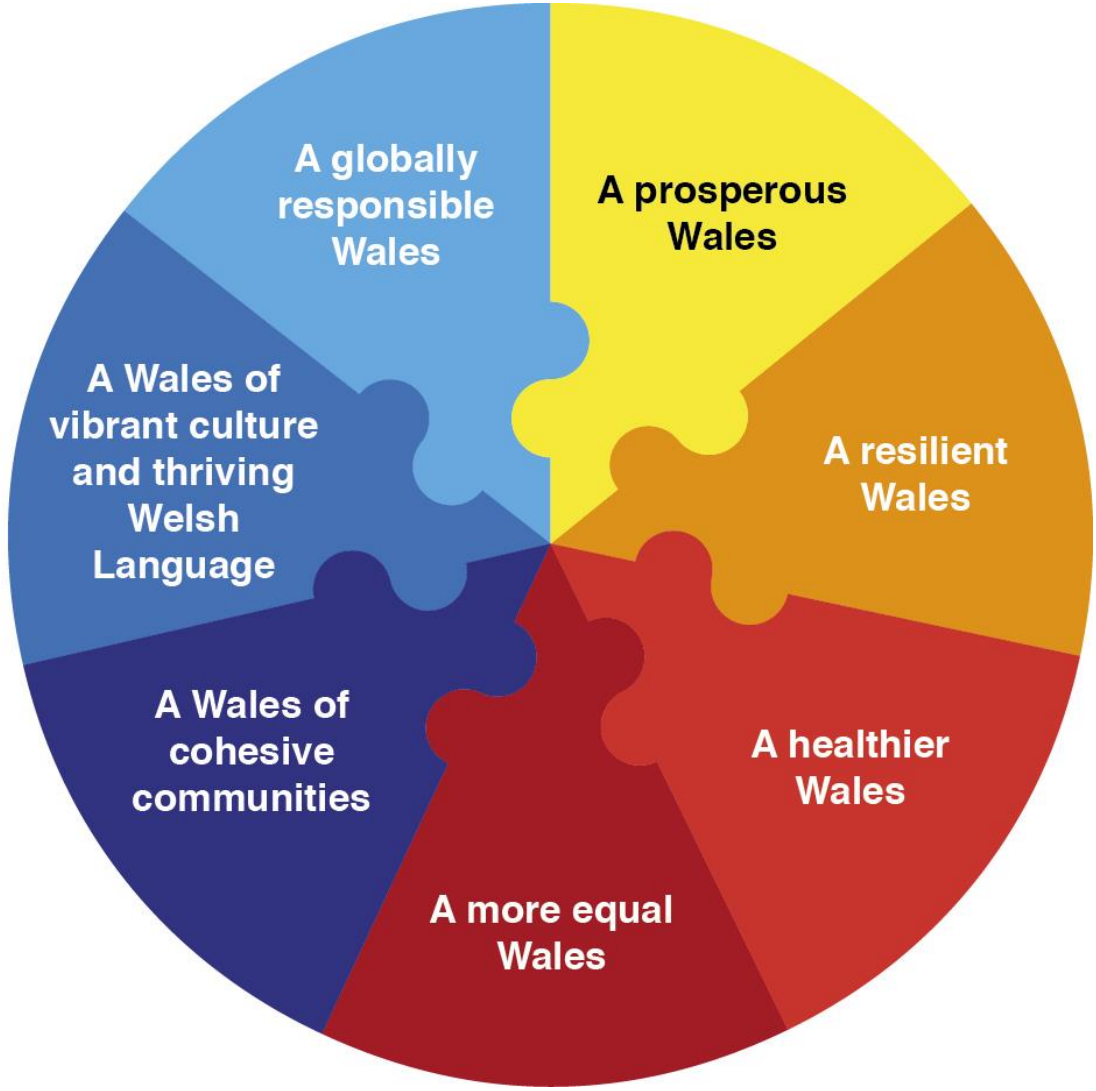 A prosperous
Wales
A resilient
Wales
A healthier
Wales
A more equal
Wales
A Wales of
cohesive
communities
A Wales of
vibrant culture
and thriving
Welsh
Language
A globally
responsible
Wales